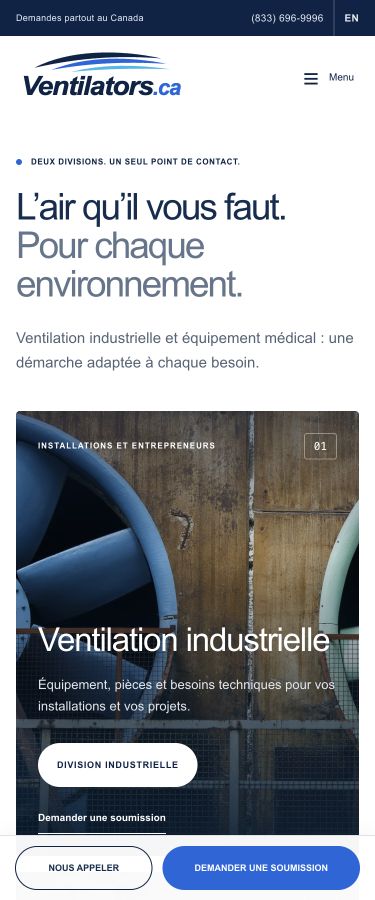 Demandes partout au Canada
(833) 696-9996
EN
Ventilators.ca
Menu
DEUX DIVISIONS. UN SEUL POINT DE CONTACT.
L’air qu’il vous faut.
Pour chaque
environnement.
Ventilation industrielle et équipement médical : une
démarche adaptée à chaque besoin.
INSTALLATIONS ET ENTREPRENEURS
01
Ventilation industrielle
Équipement, pièces et besoins techniques pour vos
installations et vos projets.
DIVISION INDUSTRIELLE
Demander une soumission
NOUS APPELER
DEMANDER UNE SOUMISSION